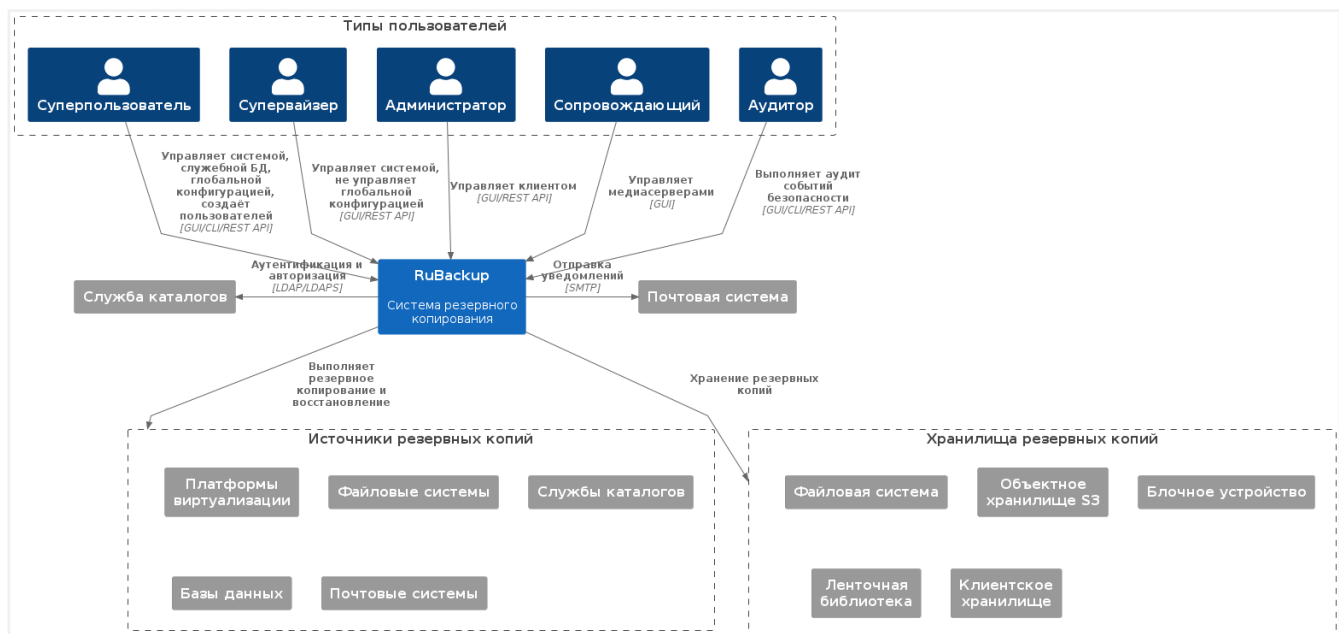 Типы пользователей
Суперпользователь
Супервайзер
Администратор
Сопровождающий
Аудитор
Управляет системой,
служебной БД,
глобальной
конфигурацией,
создаёт
пользователей
[GUI/CLI/REST API]
Управляет системой,
не управляет
глобальной
конфигурацией
[GUI/REST API]
Управляет клиентом
[GUI/REST API]
Управляет
медиасерверами
[GUI]
Выполняет аудит
событий
безопасности
[GUI/CLI/REST API]
Служба каталогов
Аутентификация и
авторизация
[LDAP/LDAPS]
RuBackup
Система резервного
копирования
Отправка
уведомлений
[SMTP]
Почтовая система
Выполняет
резервное
копирование и
восстановление
Хранение резервных
копий
Источники резервных копий
Платформы
виртуализации
Файловые системы
Службы каталогов
Базы данных
Почтовые системы
Хранилища резервных копий
Файловая система
Объектное
хранилище S3
Блочное устройство
Ленточная
библиотека
Клиентское
хранилище